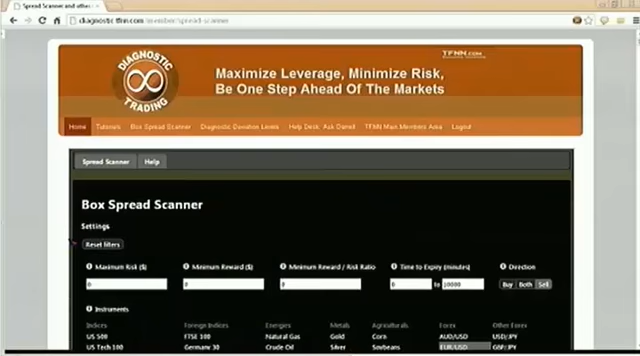 Spread Scanner and other
diagnostic.tfnn.com/member/spread-scanner
TFNN.COM
DIAGNOSTIC TRADING
Maximize Leverage, Minimize Risk,
Be One Step Ahead Of The Markets
Home Tutorials Box Spread Scanner Diagnostic Deviation Levels Help Desk: Ask Darrell TFNN Main Members Area Logout
Spread Scanner Help
Box Spread Scanner
Settings
Reset filters
Maximum Risk ($) Minimum Reward ($) Minimum Reward / Risk Ratio Time to Expiry (minutes) Direction
0 to 10000 Buy Both Sell
Instruments
Indices Foreign Indices Energies Metals Agriculturals Forex Other Forex
US 500 FTSE 100 Natural Gas Gold Corn AUD/USD USD/JPY
US Tech 100 Germany 30 Crude Oil Silver Soybeans EUR/USD GBP/JPY